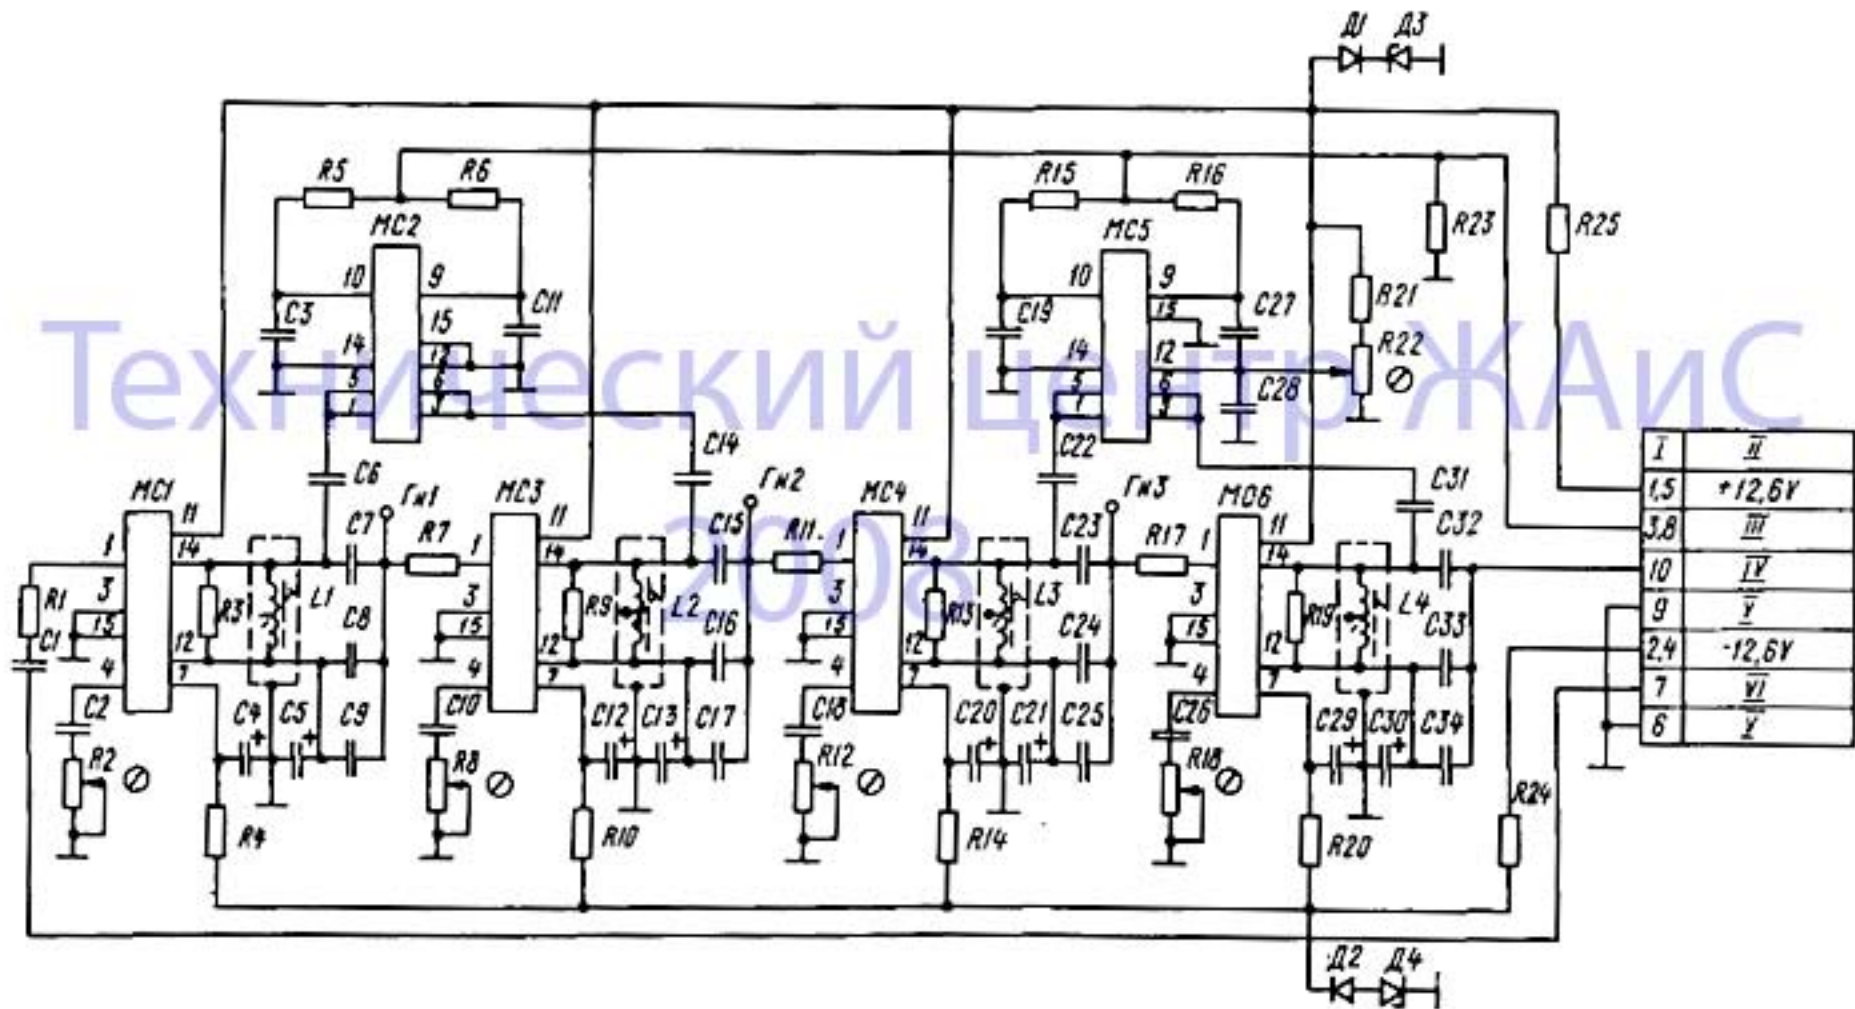 Д1 Д3
R5 R6 R15 R16
МС2 МС5 R23 R25
10 9 10 9
C3 C11 C19 C27 R21
15 15
14 12 14 12 R22
5 6 5 6 C28
1 1
Технический центр ЖАиС
2008
C6 C14 C22 C31
МС1 Гн1 МС3 Гн2 МС4 Гн3 МС6
11 C7 11 C15 11 C23 11 C32
1 14 R7 1 14 R11 1 14 R17 1 14
R1 3 R3 L1 C8 3 R9 L2 C16 3 R13 L3 C24 3 R19 L4 C33
C1 15 12 15 12 15 12 15 12
4 7 4 7 4 7 4 7
C2 C4 + C5 + C9 C10 C12 + C13 + C17 C18 C20 + C21 + C25 C26 C29 + C30 + C34
R2 R8 R12 R18 R24
R4 R10 R14 R20
I II
1,5 +12,6V
3,8 III
10 IV
9 V
2,4 -12,6V
7 VI
6 V
Д2 Д4